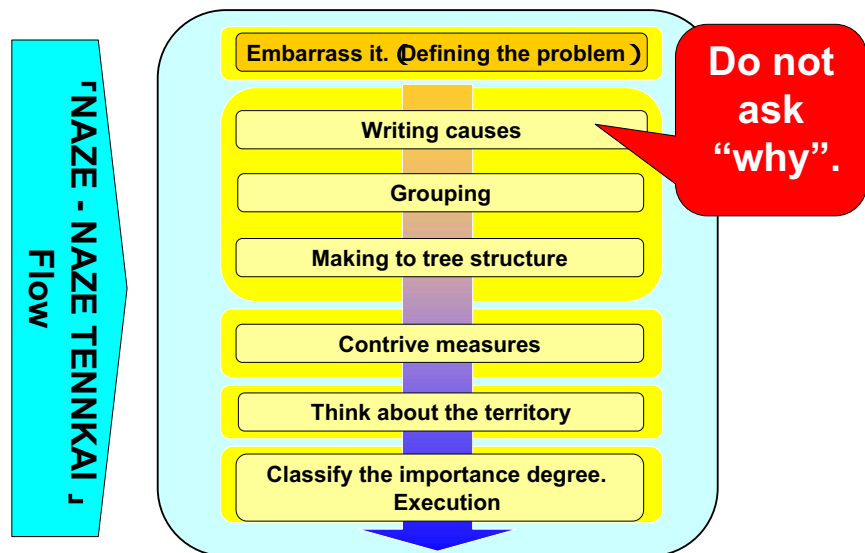 「NAZE - NAZE TENNKAI 」
Flow
Embarrass it. (Defining the problem )
Writing causes
Grouping
Making to tree structure
Contrive measures
Think about the territory
Classify the importance degree.
Execution
Do not
ask
“why”.